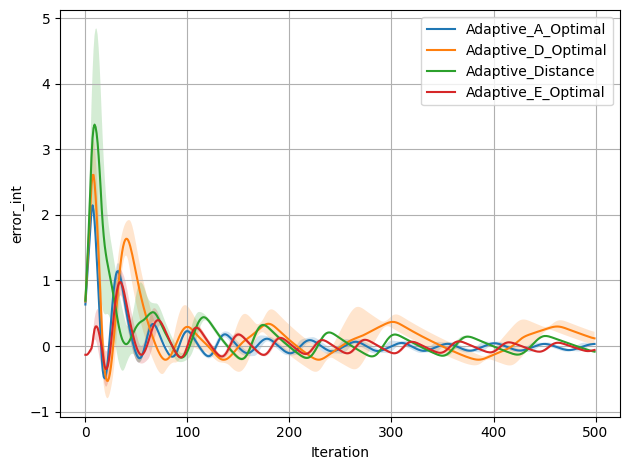 5
4
3
2
1
0
−1
error_int
Adaptive_A_Optimal
Adaptive_D_Optimal
Adaptive_Distance
Adaptive_E_Optimal
0 100 200 300 400 500
Iteration